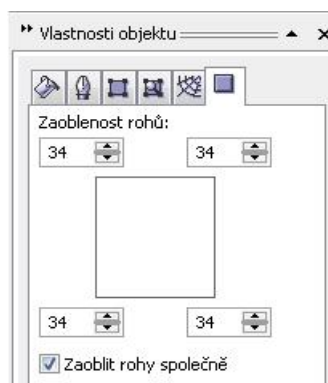 Vlastnosti objektu
Zaoblenost rohů:
34 34
34 34
Zaoblit rohy společně